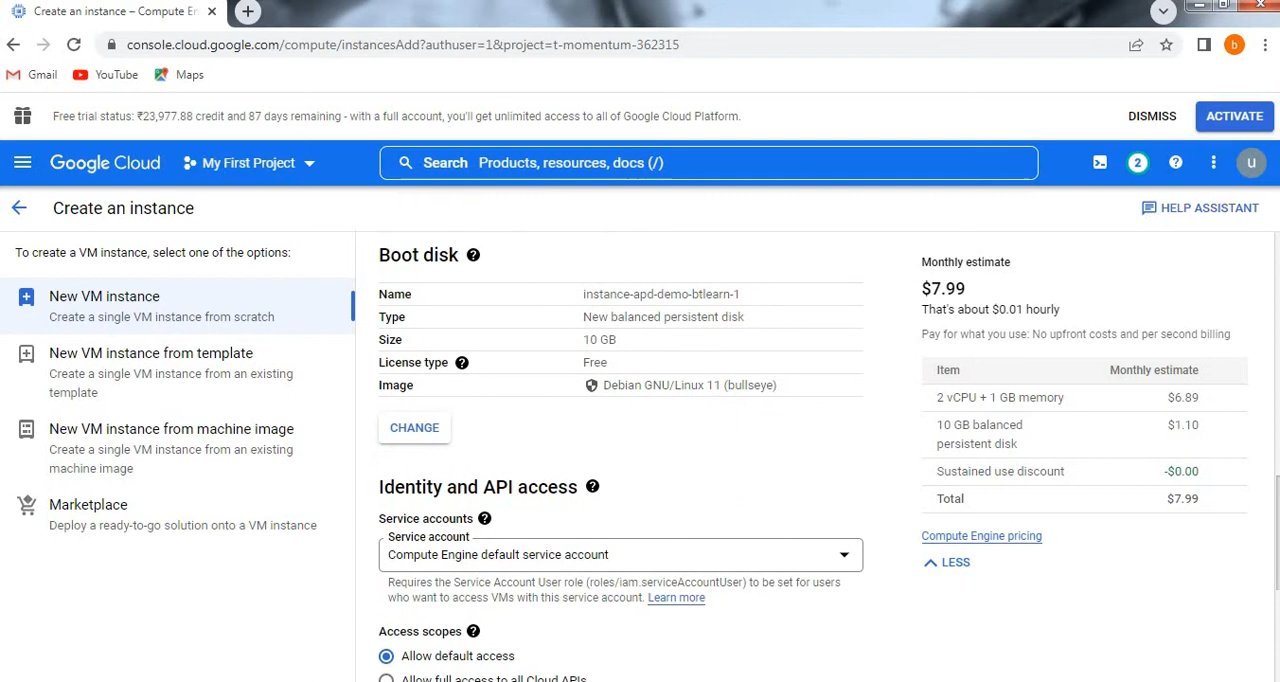 Create an instance – Compute En
console.cloud.google.com/compute/instancesAdd?authuser=1&project=t-momentum-362315
b
Gmail YouTube Maps
Free trial status: ₹23,977.88 credit and 87 days remaining - with a full account, you'll get unlimited access to all of Google Cloud Platform.
DISMISS
ACTIVATE
Google Cloud
My First Project
Search Products, resources, docs (/)
2
u
Create an instance
HELP ASSISTANT
To create a VM instance, select one of the options:
New VM instance
Create a single VM instance from scratch
New VM instance from template
Create a single VM instance from an existing
template
New VM instance from machine image
Create a single VM instance from an existing
machine image
Marketplace
Deploy a ready-to-go solution onto a VM instance
Boot disk
Name instance-apd-demo-btlearn-1
Type New balanced persistent disk
Size 10 GB
License type Free
Image Debian GNU/Linux 11 (bullseye)
CHANGE
Identity and API access
Service accounts
Service account
Compute Engine default service account
Requires the Service Account User role (roles/iam.serviceAccountUser) to be set for users
who want to access VMs with this service account. Learn more
Access scopes
Allow default access
Allow full access to all Cloud APIs
Monthly estimate
$7.99
That's about $0.01 hourly
Pay for what you use: No upfront costs and per second billing
Item Monthly estimate
2 vCPU + 1 GB memory $6.89
10 GB balanced $1.10
persistent disk
Sustained use discount -$0.00
Total $7.99
Compute Engine pricing
LESS